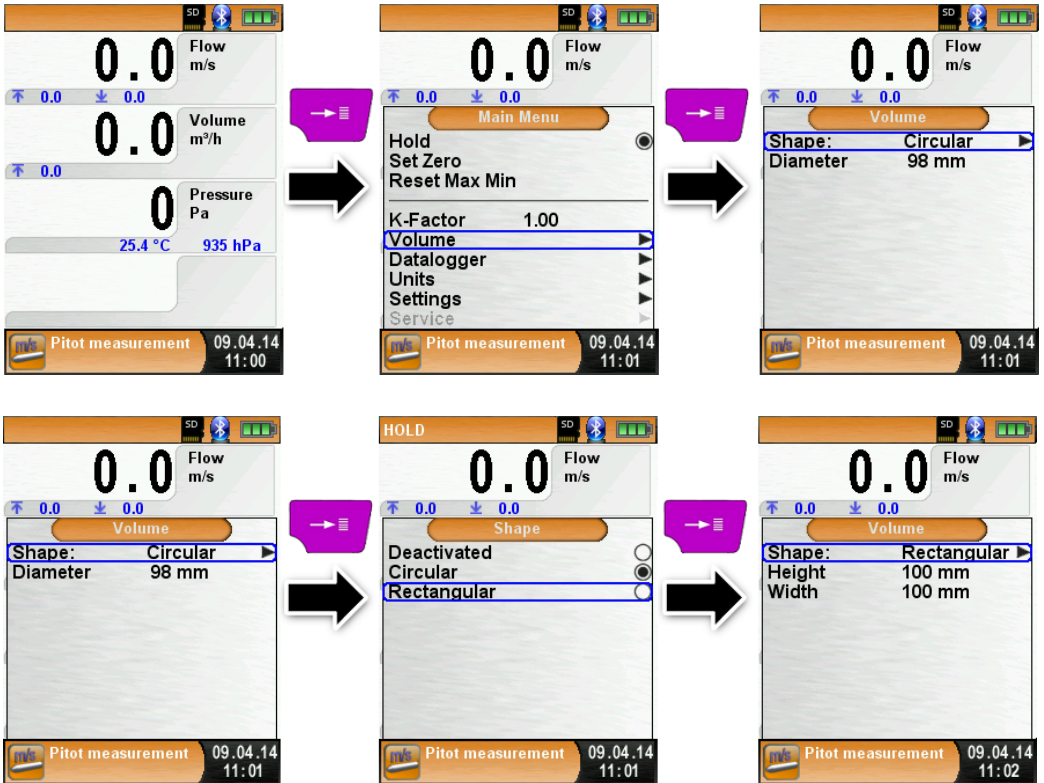 SD
0.0 Flow
m/s
0.0 0.0
0.0 Volume
m³/h
0.0
0 Pressure
Pa
25.4 °C 935 hPa
m/s Pitot measurement 09.04.14
11:00
SD
0.0 Flow
m/s
0.0 0.0
Main Menu
Hold
Set Zero
Reset Max Min
K-Factor 1.00
Volume
Datalogger
Units
Settings
Service
m/s Pitot measurement 09.04.14
11:01
SD
0.0 Flow
m/s
0.0 0.0
Volume
Shape: Circular
Diameter 98 mm
m/s Pitot measurement 09.04.14
11:01
SD
0.0 Flow
m/s
0.0 0.0
Volume
Shape: Circular
Diameter 98 mm
m/s Pitot measurement 09.04.14
11:01
HOLD SD
0.0 Flow
m/s
0.0 0.0
Shape
Deactivated
Circular
Rectangular
m/s Pitot measurement 09.04.14
11:01
SD
0.0 Flow
m/s
0.0 0.0
Volume
Shape: Rectangular
Height 100 mm
Width 100 mm
m/s Pitot measurement 09.04.14
11:02